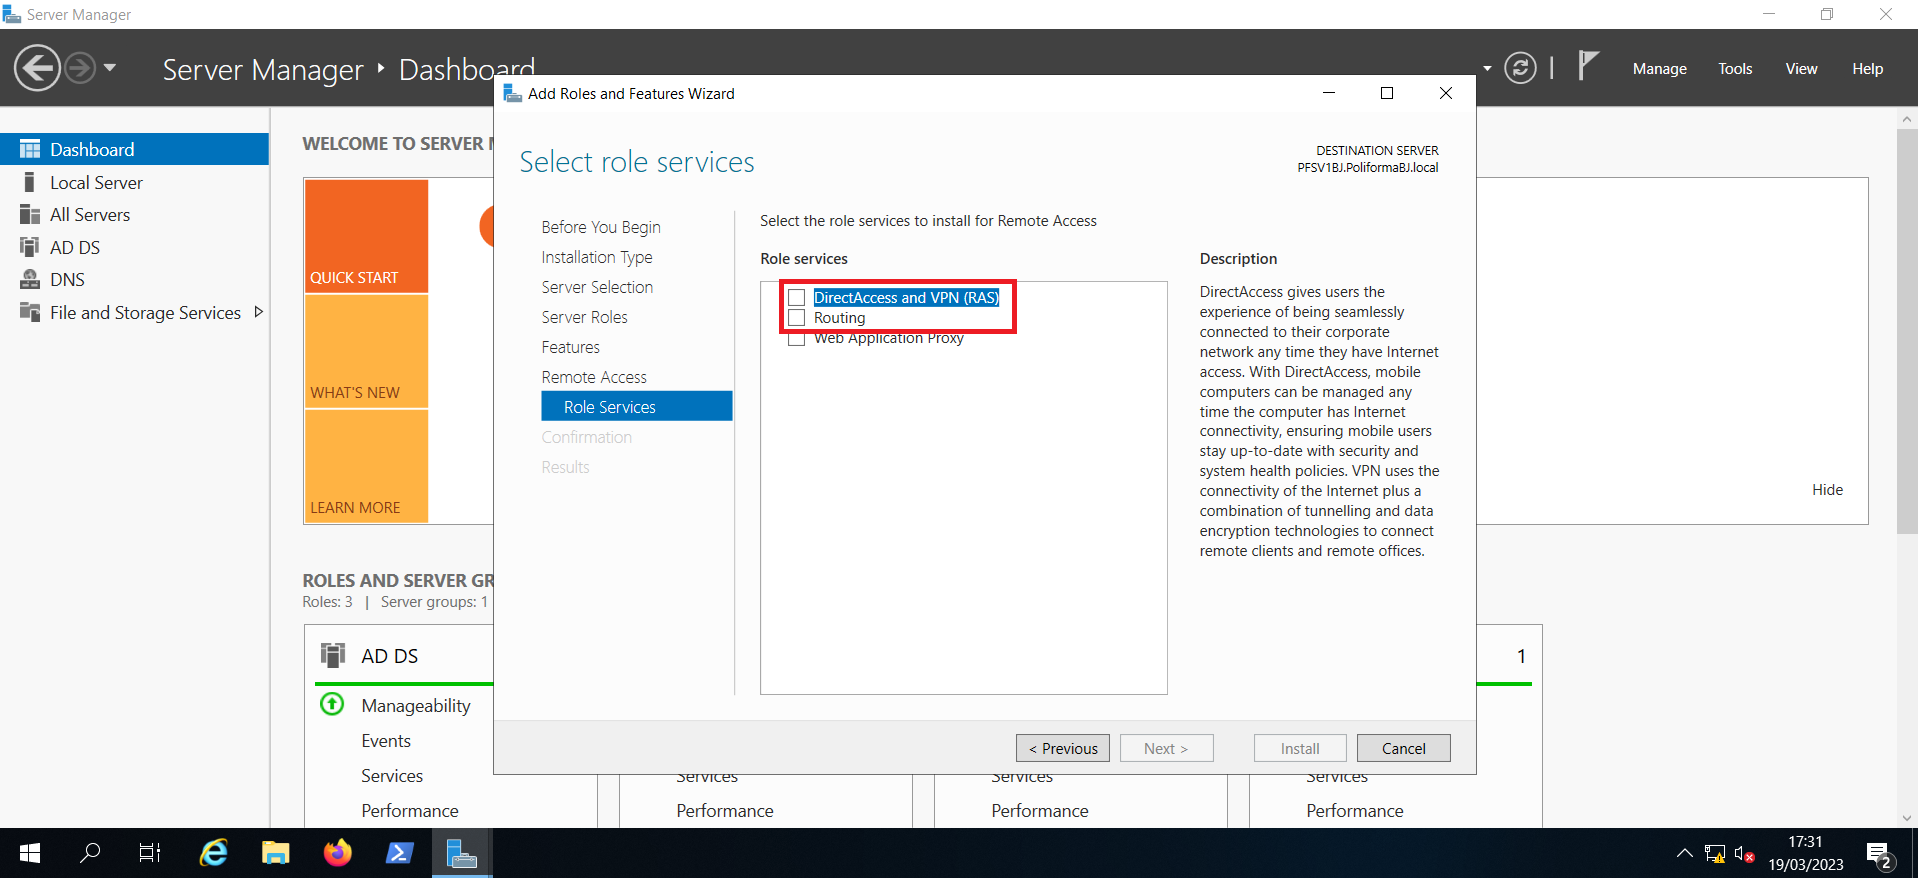 Server Manager
Server Manager ‣ Dashboard
Manage
Tools
View
Help
Dashboard
Local Server
All Servers
AD DS
DNS
File and Storage Services
WELCOME TO SERVER
QUICK START
WHAT'S NEW
LEARN MORE
Hide
ROLES AND SERVER GR
Roles: 3 | Server groups: 1
AD DS
1
Manageability
Events
Services
Performance
Services
Performance
Services
Performance
Services
Performance
Add Roles and Features Wizard
Select role services
DESTINATION SERVER
PFSV1BJ.PoliformaBJ.local
Before You Begin
Installation Type
Server Selection
Server Roles
Features
Remote Access
Role Services
Confirmation
Results
Select the role services to install for Remote Access
Role services
DirectAccess and VPN (RAS)
Routing
Web Application Proxy
Description
DirectAccess gives users the
experience of being seamlessly
connected to their corporate
network any time they have Internet
access. With DirectAccess, mobile
computers can be managed any
time the computer has Internet
connectivity, ensuring mobile users
stay up-to-date with security and
system health policies. VPN uses the
connectivity of the Internet plus a
combination of tunnelling and data
encryption technologies to connect
remote clients and remote offices.
< Previous
Next >
Install
Cancel
17:31
19/03/2023
2